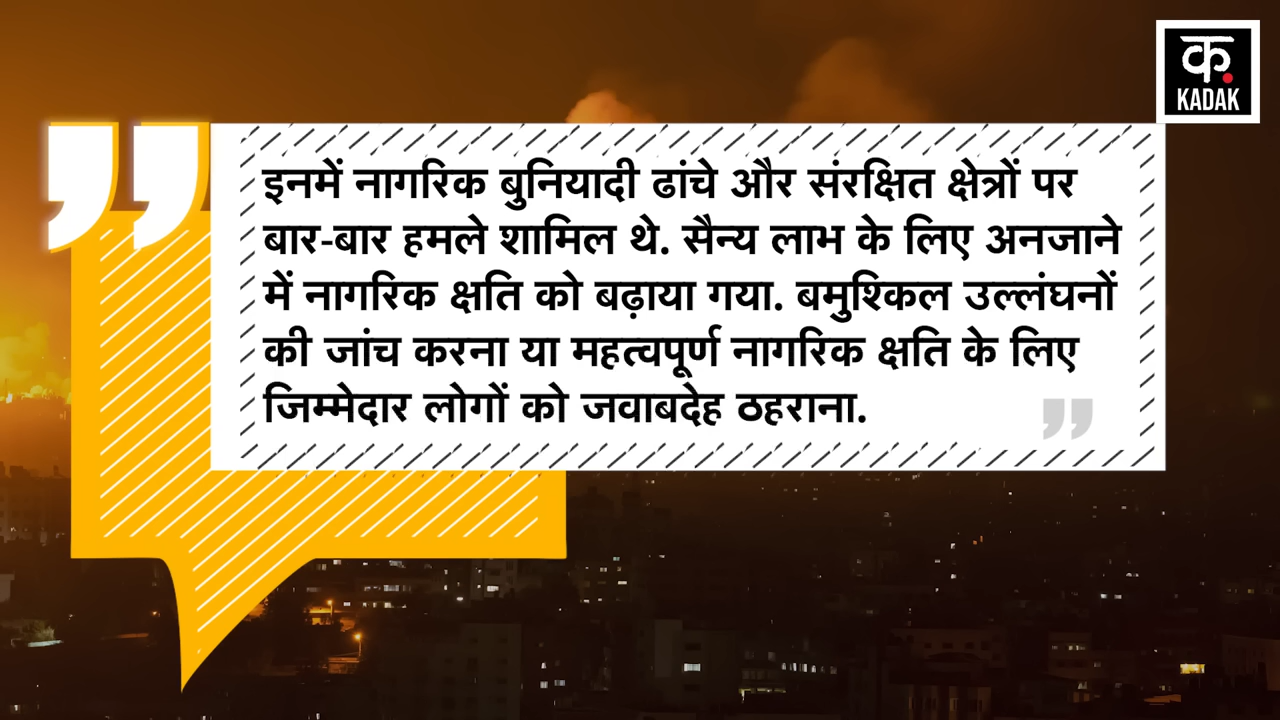 क.
KADAK
इनमें नागरिक बुनियादी ढांचे और संरक्षित क्षेत्रों पर
बार-बार हमले शामिल थे. सैन्य लाभ के लिए अनजाने
में नागरिक क्षति को बढ़ाया गया. बमुश्किल उल्लंघनों
की जांच करना या महत्वपूर्ण नागरिक क्षति के लिए
जिम्मेदार लोगों को जवाबदेह ठहराना.